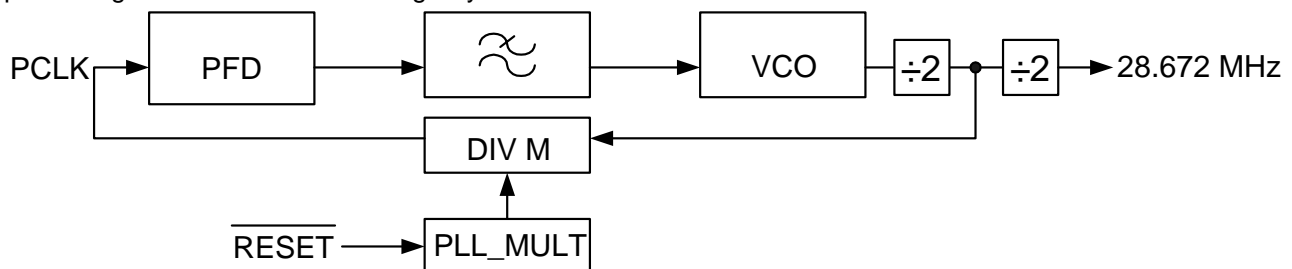 PCLK
PFD
VCO
÷2
÷2
28.672 MHz
DIV M
RESET
PLL_MULT